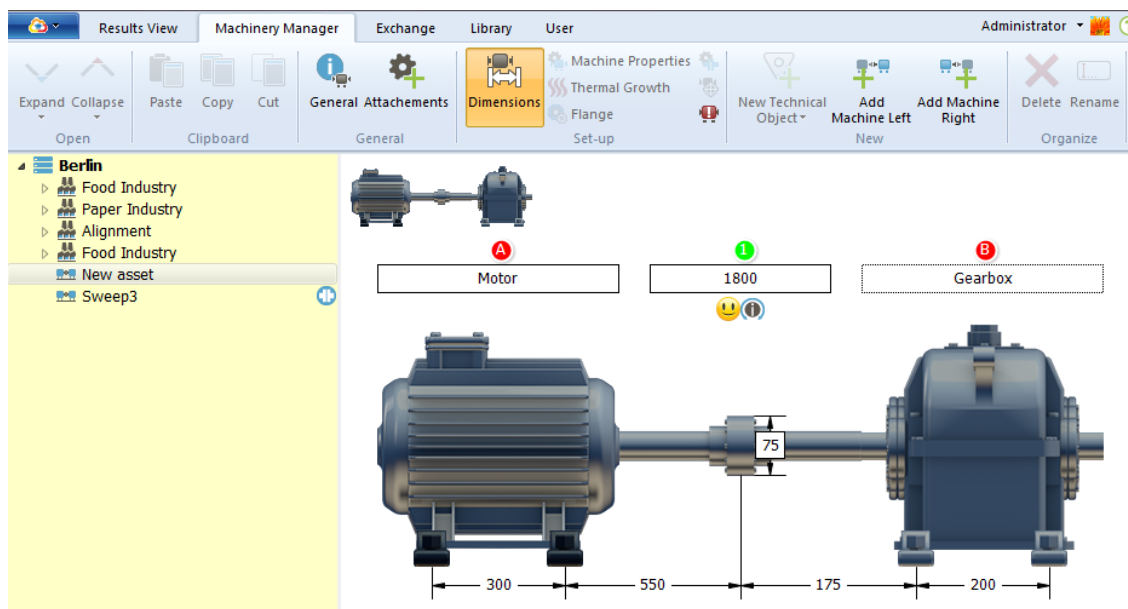 Results View Machinery Manager Exchange Library User Administrator
Expand Collapse Paste Copy Cut General Attachements Dimensions Machine Properties Thermal Growth Flange New Technical Object Add Machine Left Add Machine Right Delete Rename
Open Clipboard General Set-up New Organize
Berlin
Food Industry
Paper Industry
Alignment
Food Industry
New asset
Sweep3
A 1 B
Motor 1800 Gearbox
75
300 550 175 200